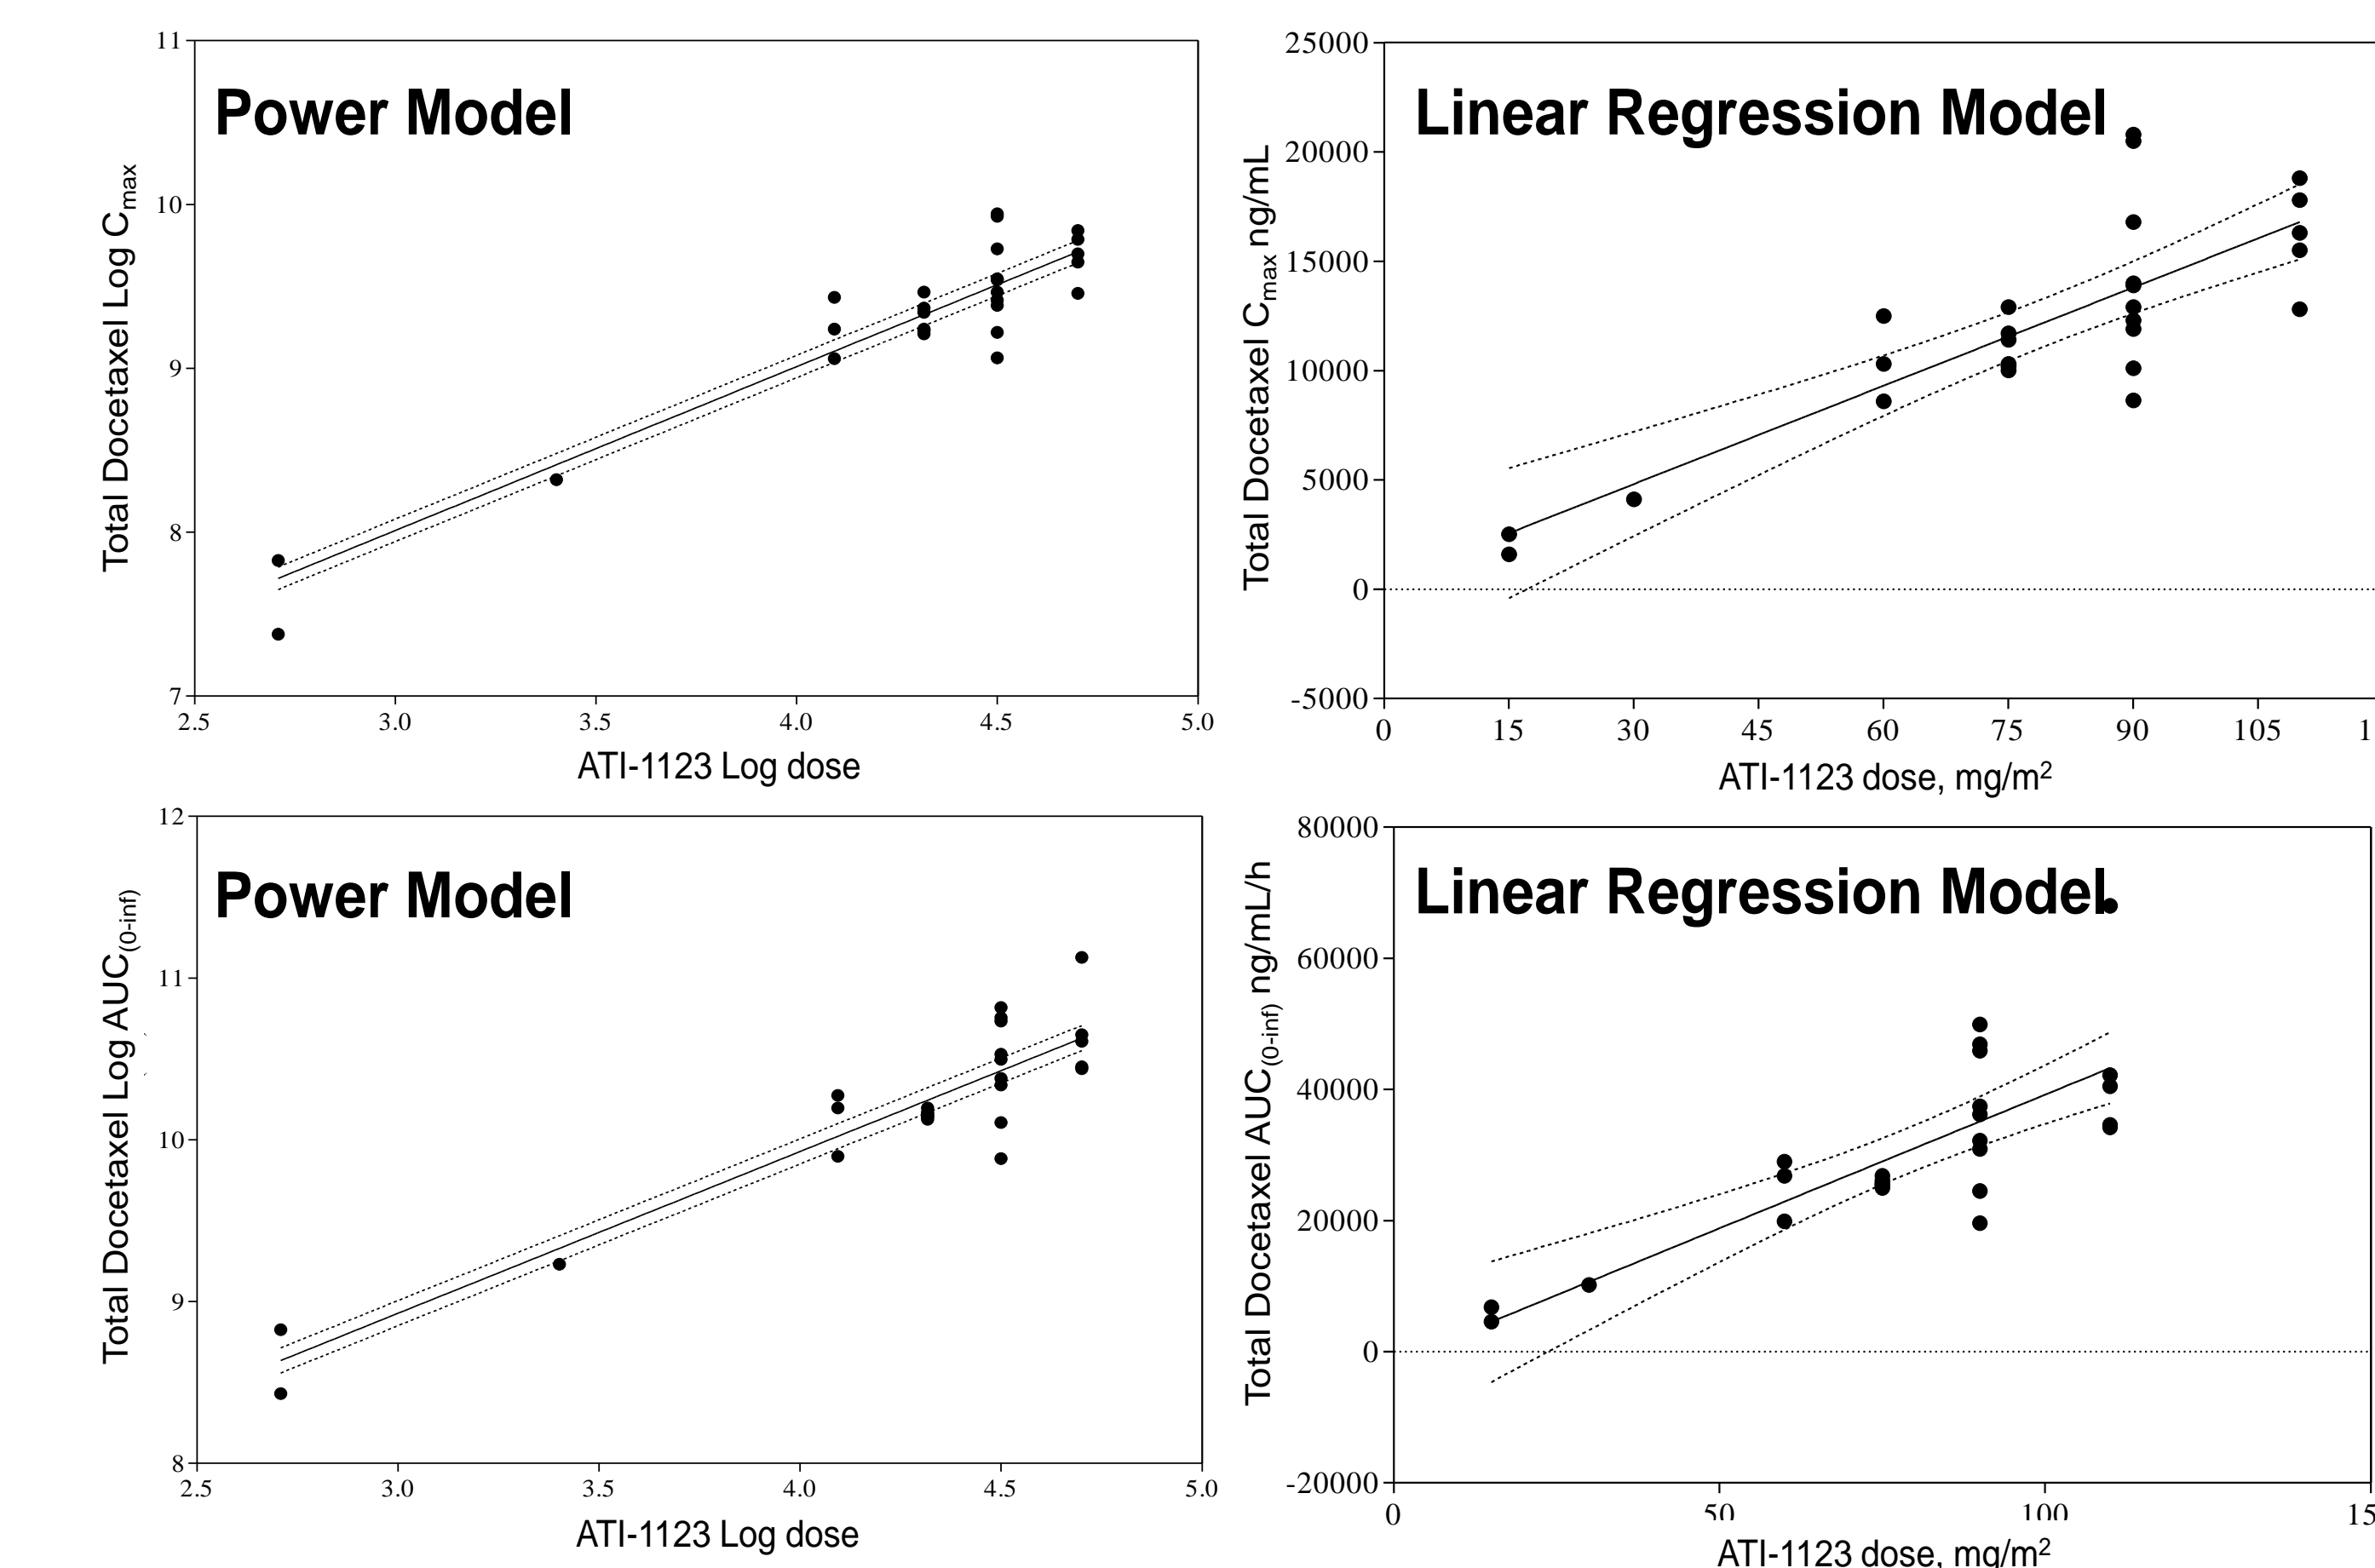 Power Model
Total Docetaxel Log Cmax
11
10
9
8
7
2.5 3.0 3.5 4.0 4.5 5.0
ATI-1123 Log dose
Linear Regression Model
Total Docetaxel Cmax ng/mL
25000
20000
15000
10000
5000
0
-5000
0 15 30 45 60 75 90 105
ATI-1123 dose, mg/m²
Power Model
Total Docetaxel Log AUC(0-inf)
12
11
10
9
8
2.5 3.0 3.5 4.0 4.5 5.0
ATI-1123 Log dose
Linear Regression Model
Total Docetaxel AUC(0-inf) ng/mL/h
80000
60000
40000
20000
0
-20000
0 50 100
ATI-1123 dose, mg/m²